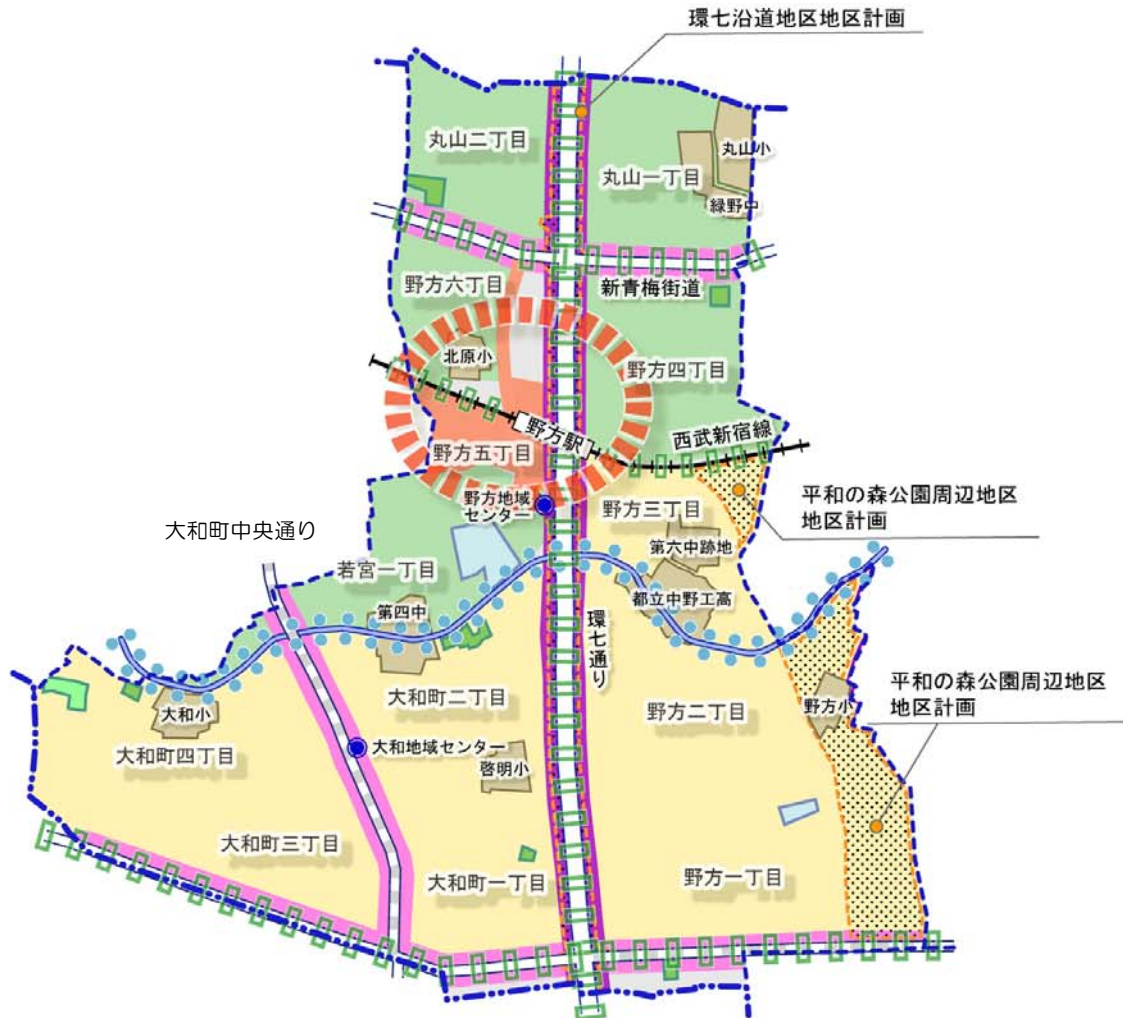 環七沿道地区地区計画
丸山二丁目
丸山一丁目
丸山小
緑野中
野方六丁目
新青梅街道
北原小
野方四丁目
野方駅
西武新宿線
野方五丁目
野方地域
センター
野方三丁目
平和の森公園周辺地区
地区計画
大和町中央通り
第六中跡地
若宮一丁目
都立中野工高
第四中
環七通り
平和の森公園周辺地区
地区計画
大和町二丁目
野方二丁目
野方小
大和小
大和町四丁目
大和地域センター
啓明小
大和町三丁目
大和町一丁目
野方一丁目